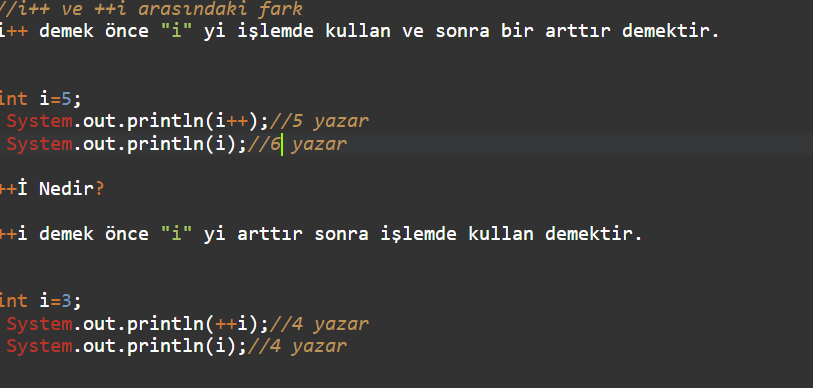 //i++ ve ++i arasındaki fark
i++ demek önce "i" yi işlemde kullan ve sonra bir arttır demektir.
int i=5;
System.out.println(i++);//5 yazar
System.out.println(i);//6 yazar
++İ Nedir?
++i demek önce "i" yi arttır sonra işlemde kullan demektir.
int i=3;
System.out.println(++i);//4 yazar
System.out.println(i);//4 yazar